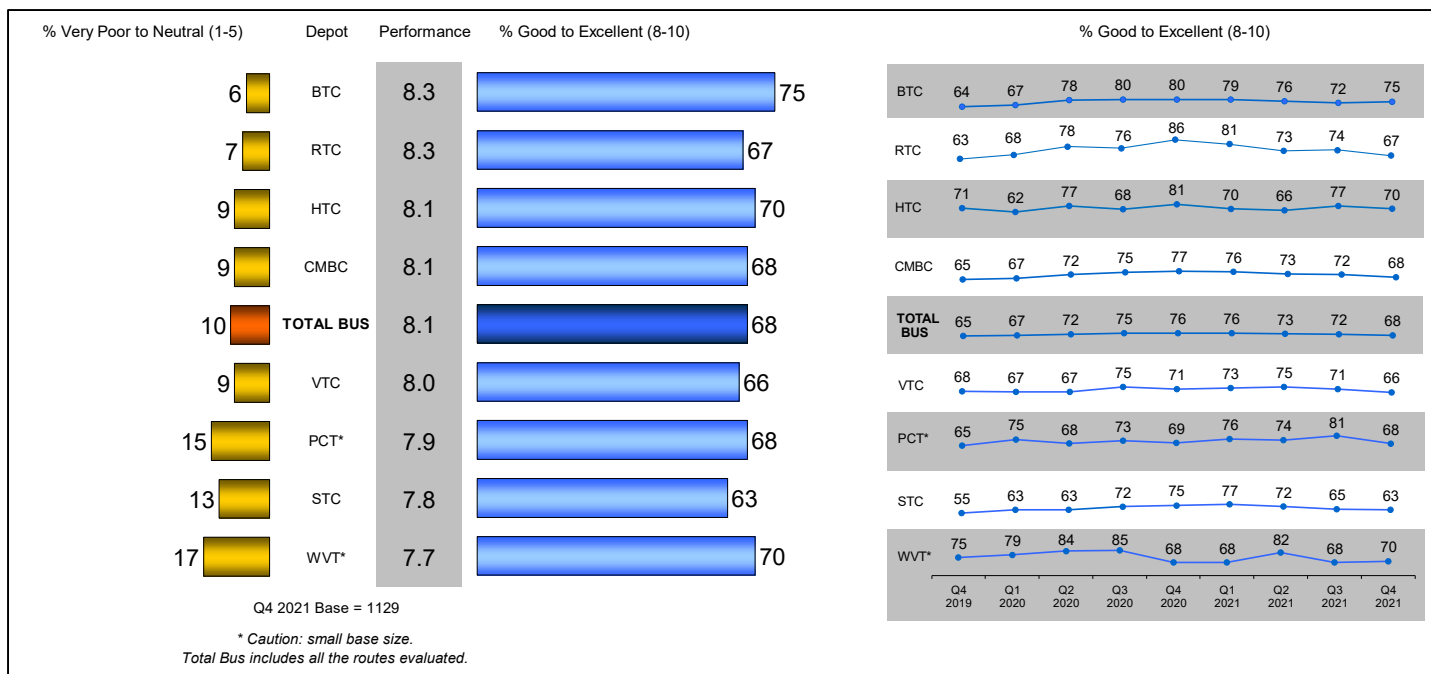 % Very Poor to Neutral (1-5) Depot Performance % Good to Excellent (8-10)
6 BTC 8.3 75
7 RTC 8.3 67
9 HTC 8.1 70
9 CMBC 8.1 68
10 TOTAL BUS 8.1 68
9 VTC 8.0 66
15 PCT* 7.9 68
13 STC 7.8 63
17 WVT* 7.7 70
Q4 2021 Base = 1129
* Caution: small base size.
Total Bus includes all the routes evaluated.
% Good to Excellent (8-10)
BTC 64 67 78 80 80 79 76 72 75
RTC 63 68 78 76 86 81 73 74 67
HTC 71 62 77 68 81 70 66 77 70
CMBC 65 67 72 75 77 76 73 72 68
TOTAL
BUS 65 67 72 75 76 76 73 72 68
VTC 68 67 67 75 71 73 75 71 66
PCT* 65 75 68 73 69 76 74 81 68
STC 55 63 63 72 75 77 72 65 63
WVT* 75 79 84 85 68 68 82 68 70
Q4 Q1 Q2 Q3 Q4 Q1 Q2 Q3 Q4
2019 2020 2020 2020 2020 2021 2021 2021 2021